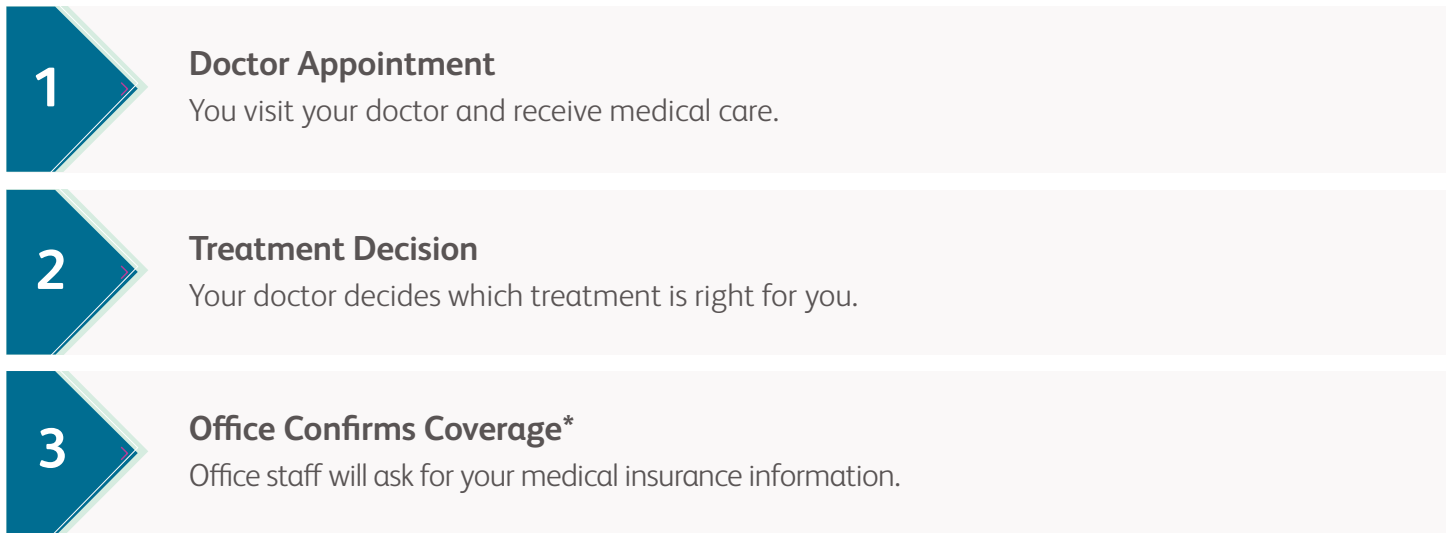 1
Doctor Appointment
You visit your doctor and receive medical care.
2
Treatment Decision
Your doctor decides which treatment is right for you.
3
Office Confirms Coverage*
Office staff will ask for your medical insurance information.